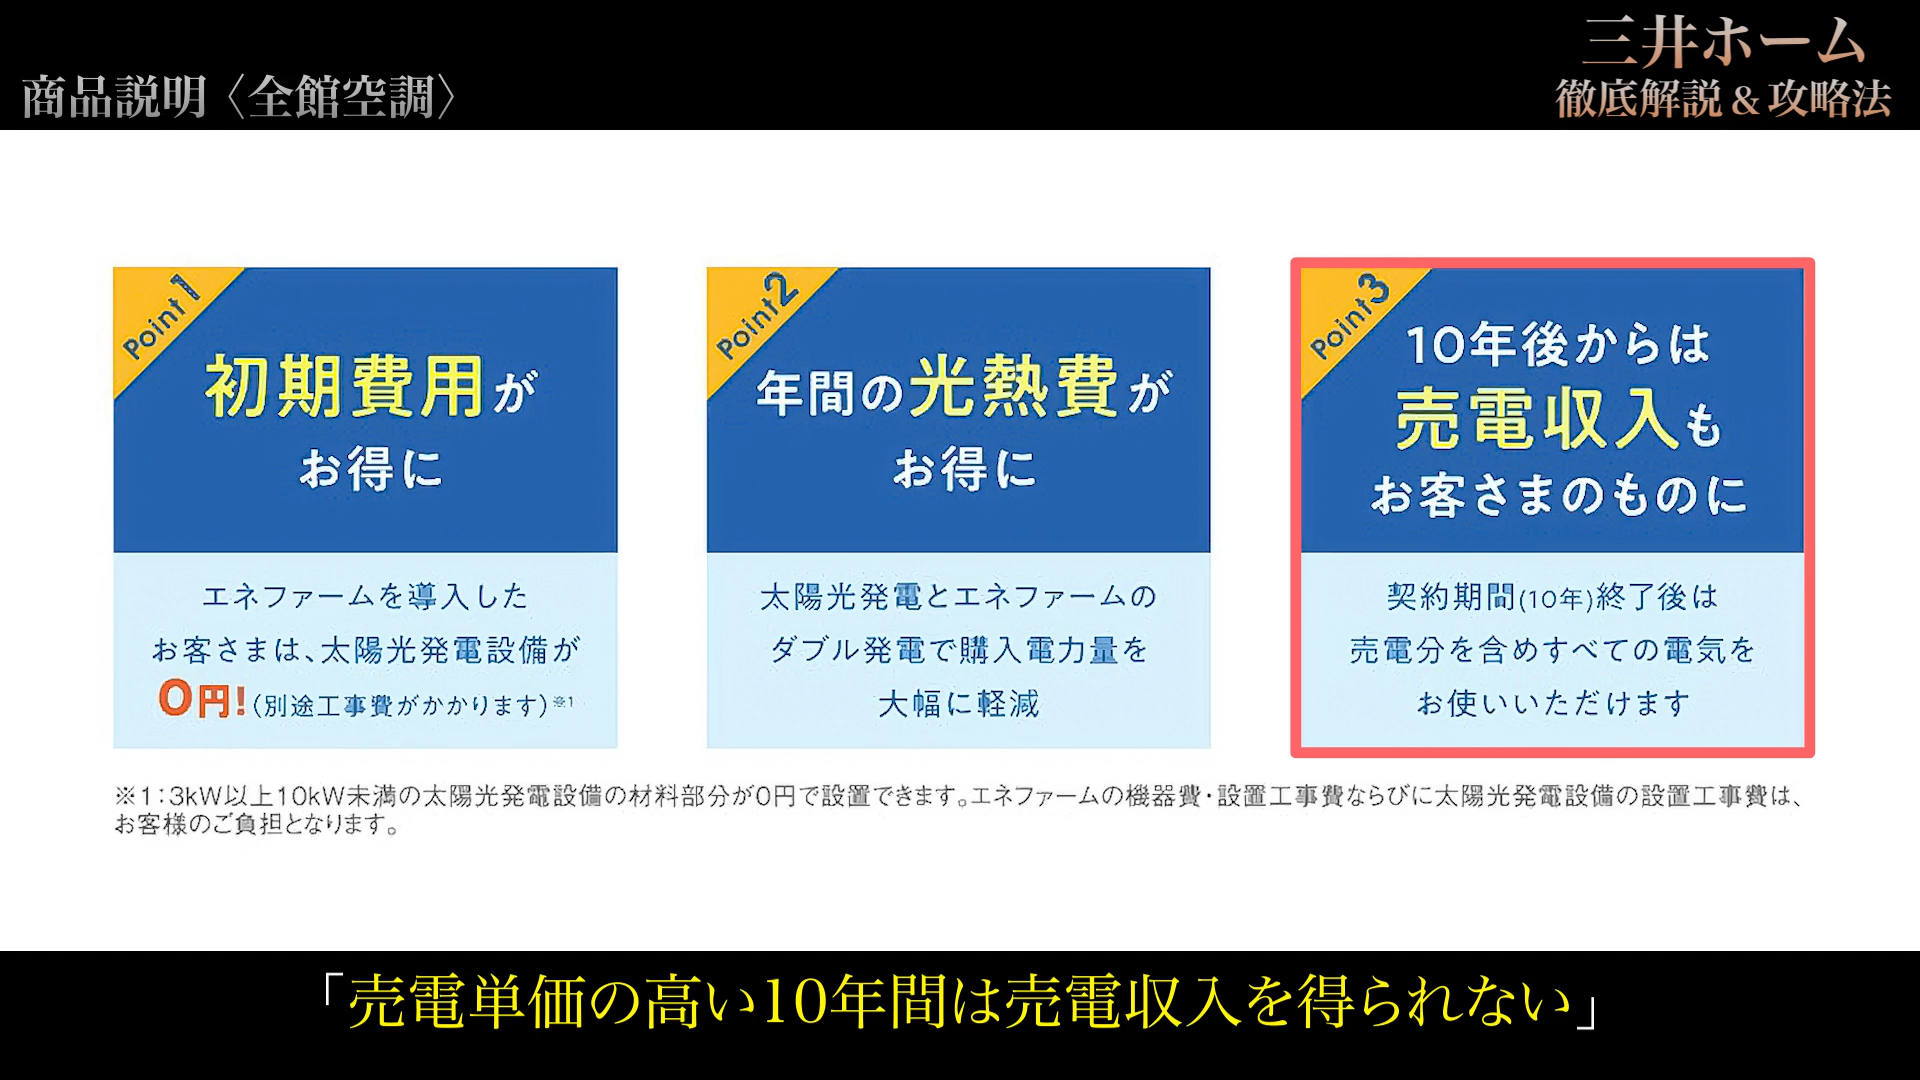 三井ホーム
徹底解説＆攻略法
商品説明〈全館空調〉
Point1
初期費用が
お得に
エネファームを導入した
お客さまは、太陽光発電設備が
0円!(別途工事費がかかります)※1
Point2
年間の光熱費が
お得に
太陽光発電とエネファームの
ダブル発電で購入電力量を
大幅に軽減
Point3
10年後からは
売電収入も
お客さまのものに
契約期間(10年)終了後は
売電分を含めすべての電気を
お使いいただけます
※1：3kW以上10kW未満の太陽光発電設備の材料部分が0円で設置できます。エネファームの機器費・設置工事費ならびに太陽光発電設備の設置工事費は、
お客様のご負担となります。
「売電単価の高い10年間は売電収入を得られない」